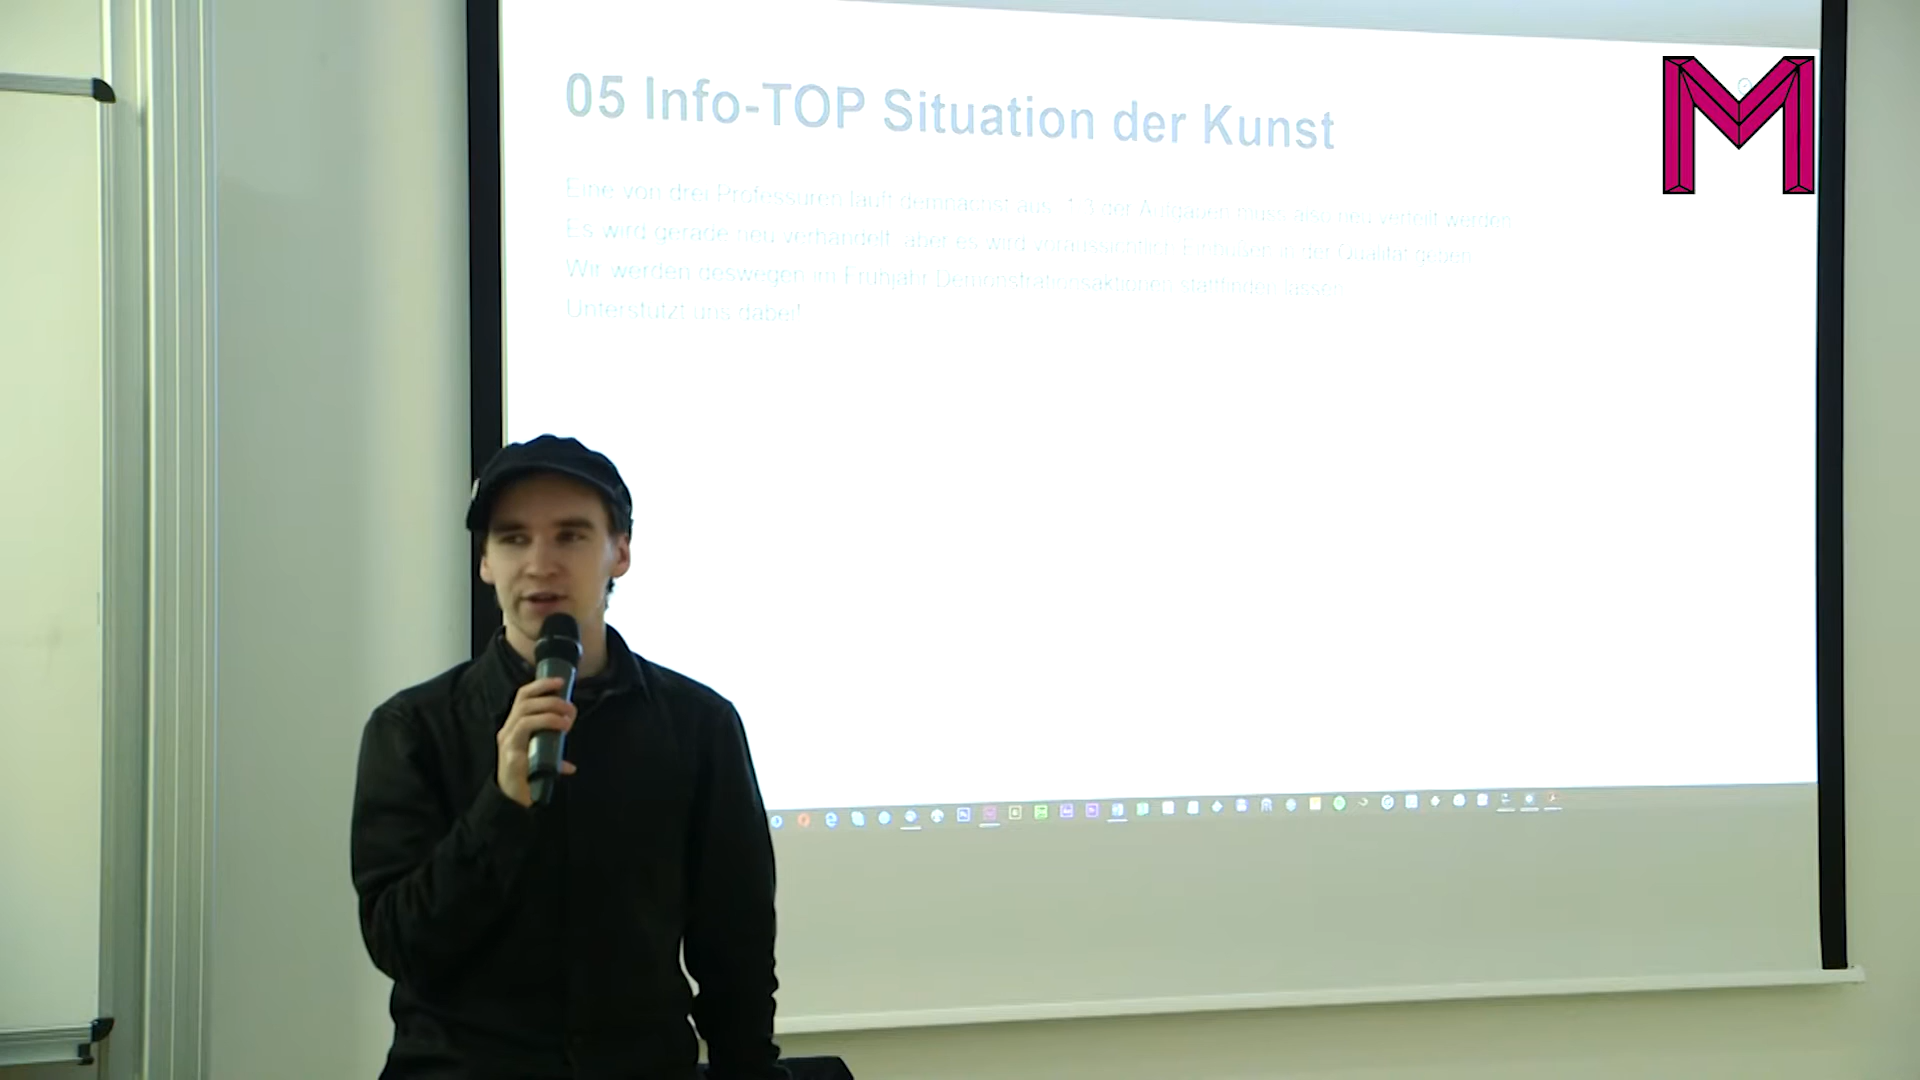 05 Info-TOP Situation der Kunst
M
Eine von drei Professuren läuft demnächst aus. 1/3 der Aufgaben muss also neu verteilt werden.
Es wird gerade neu verhandelt, aber es wird voraussichtlich Einbußen in der Qualität geben.
Wir werden deswegen im Frühjahr Demonstrationsaktionen stattfinden lassen.
Unterstützt uns dabei!